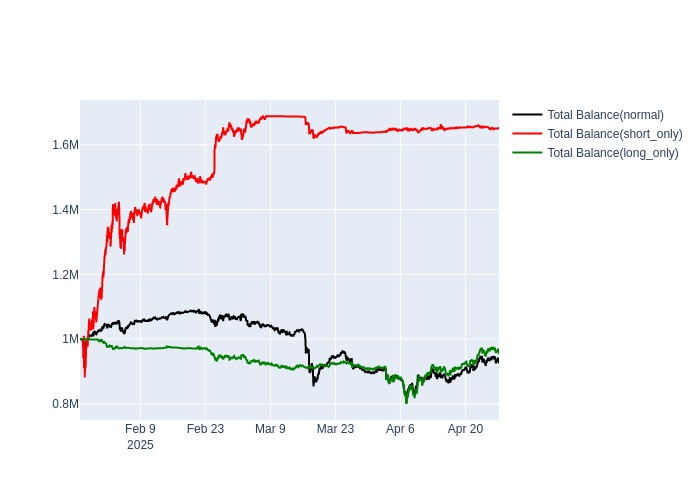 Total Balance(normal)
Total Balance(short_only)
Total Balance(long_only)
1.6M
1.4M
1.2M
1M
0.8M
Feb 9
2025
Feb 23
Mar 9
Mar 23
Apr 6
Apr 20